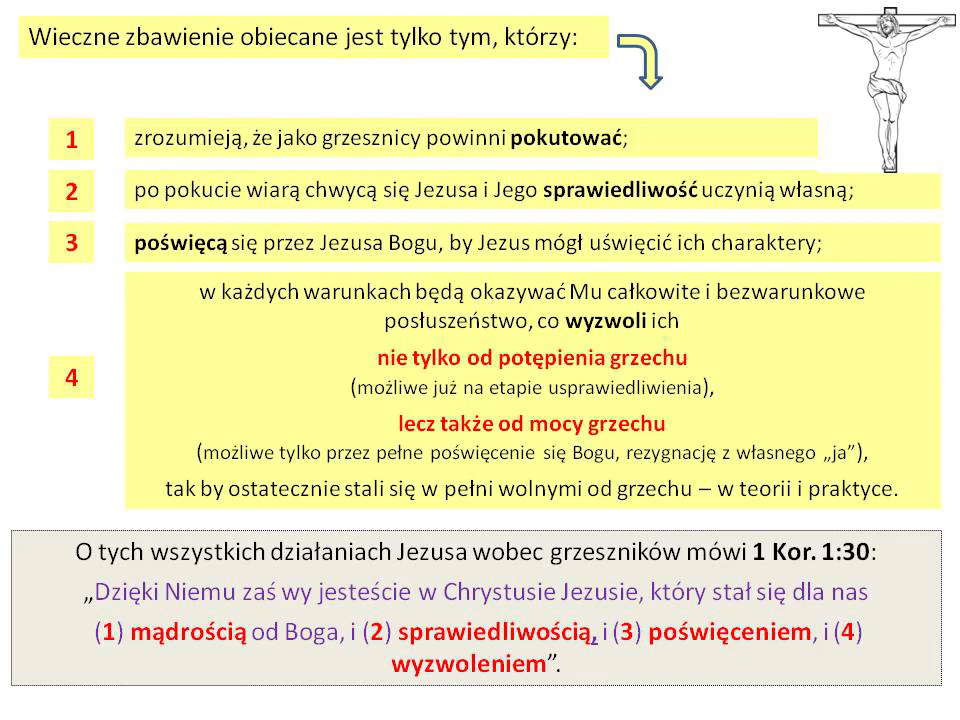 Wieczne zbawienie obiecane jest tylko tym, którzy:
1 zrozumieją, że jako grzesznicy powinni pokutować;
2 po pokucie wiarą chwycą się Jezusa i Jego sprawiedliwość uczynią własną;
3 poświęcą się przez Jezusa Bogu, by Jezus mógł uświęcić ich charaktery;
4
w każdych warunkach będą okazywać Mu całkowite i bezwarunkowe
posłuszeństwo, co wyzwoli ich
nie tylko od potępienia grzechu
(możliwe już na etapie usprawiedliwienia),
lecz także od mocy grzechu
(możliwe tylko przez pełne poświęcenie się Bogu, rezygnację z własnego „ja”),
tak by ostatecznie stali się w pełni wolnymi od grzechu – w teorii i praktyce.
O tych wszystkich działaniach Jezusa wobec grzeszników mówi 1 Kor. 1:30:
„Dzięki Niemu zaś wy jesteście w Chrystusie Jezusie, który stał się dla nas
(1) mądrością od Boga, i (2) sprawiedliwością, i (3) poświęceniem, i (4)
wyzwoleniem”.